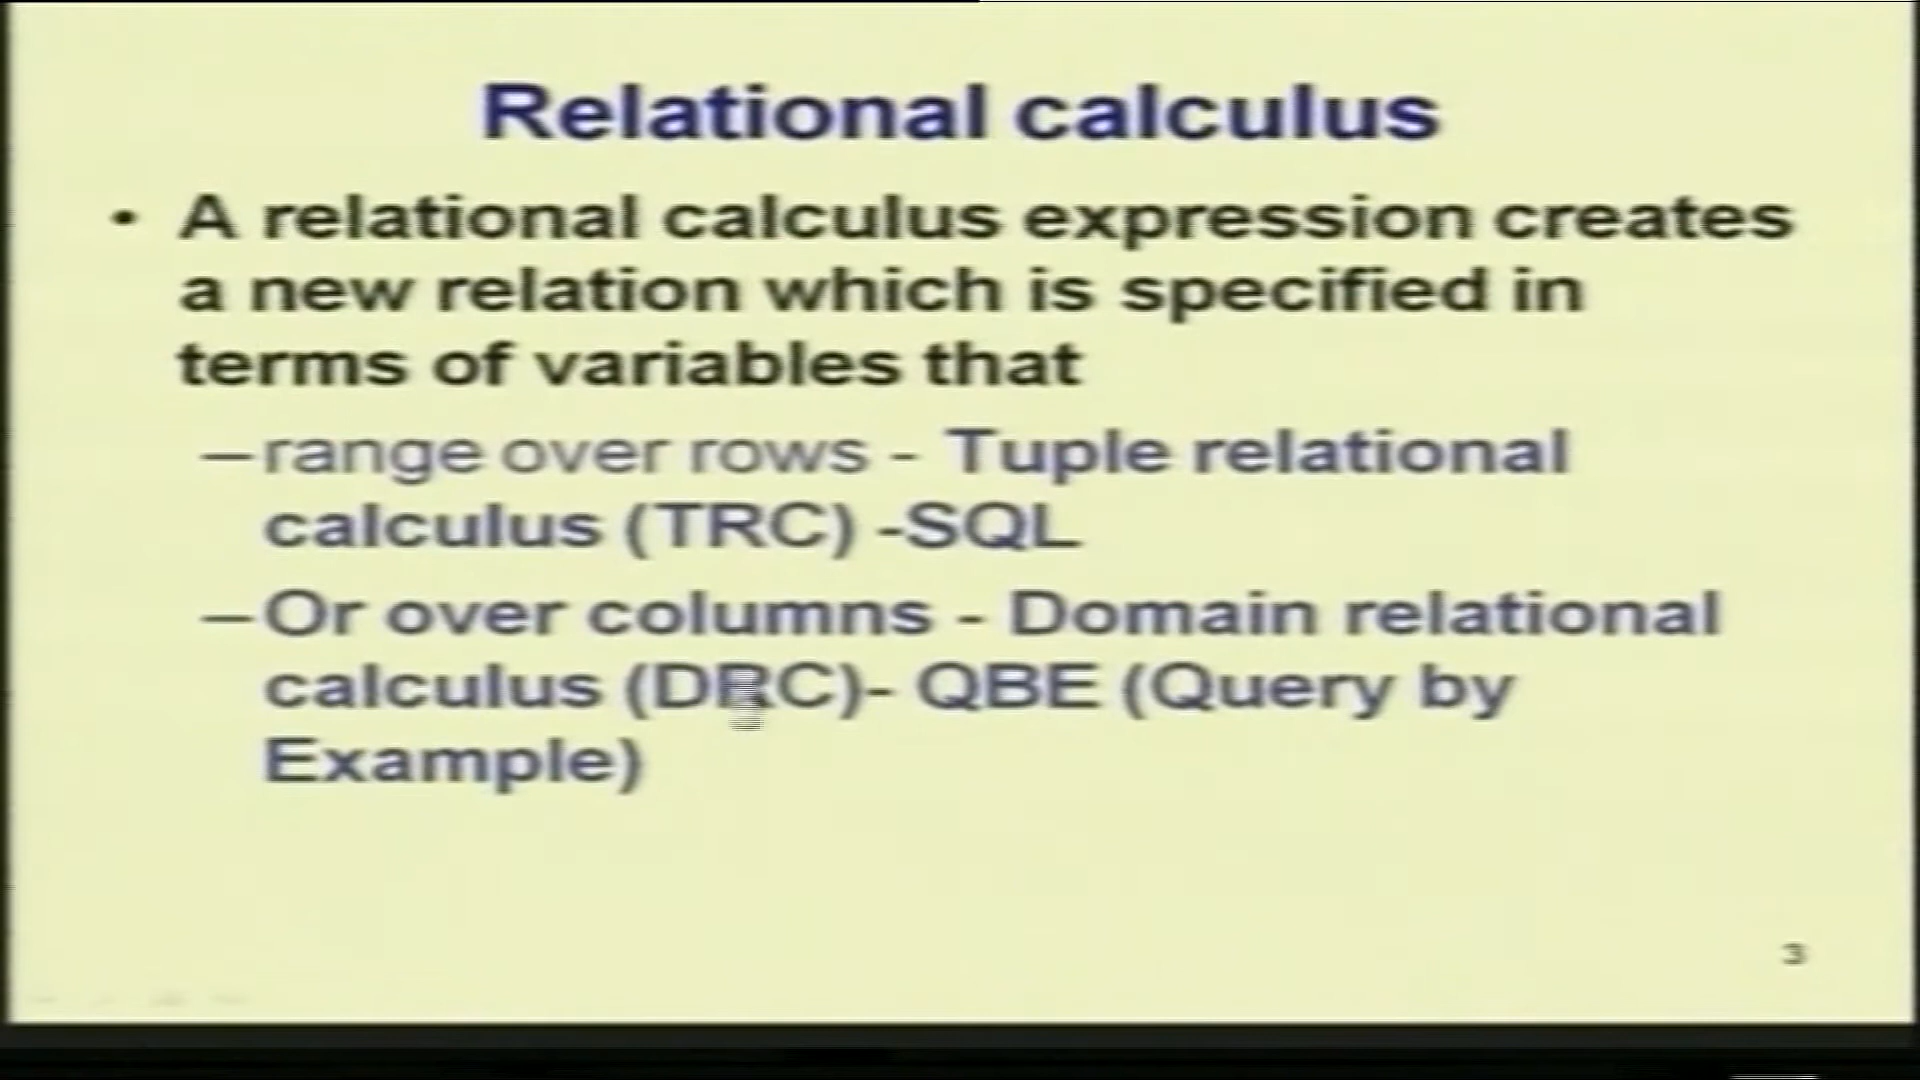 Relational calculus
• A relational calculus expression creates
a new relation which is specified in
terms of variables that
–range over rows - Tuple relational
calculus (TRC) -SQL
–Or over columns - Domain relational
calculus (DRC)- QBE (Query by
Example)
3